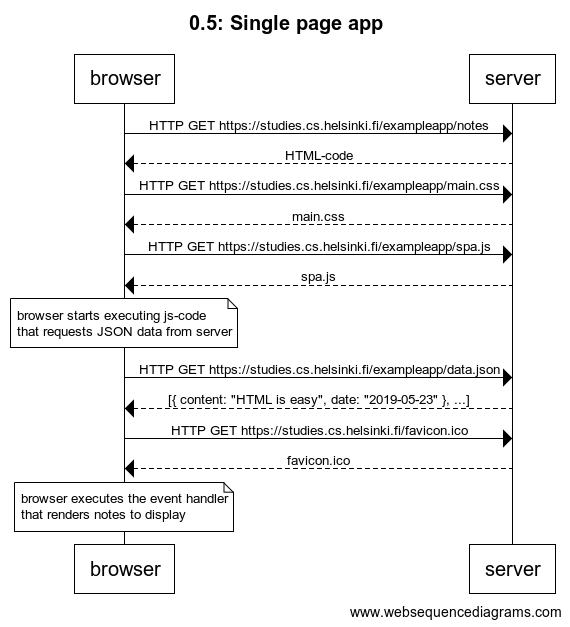 0.5: Single page app
browser
server
HTTP GET https://studies.cs.helsinki.fi/exampleapp/notes
HTML-code
HTTP GET https://studies.cs.helsinki.fi/exampleapp/main.css
main.css
HTTP GET https://studies.cs.helsinki.fi/exampleapp/spa.js
spa.js
browser starts executing js-code
that requests JSON data from server
HTTP GET https://studies.cs.helsinki.fi/exampleapp/data.json
[{ content: "HTML is easy", date: "2019-05-23" }, ...]
HTTP GET https://studies.cs.helsinki.fi/favicon.ico
favicon.ico
browser executes the event handler
that renders notes to display
browser
server
www.websequencediagrams.com